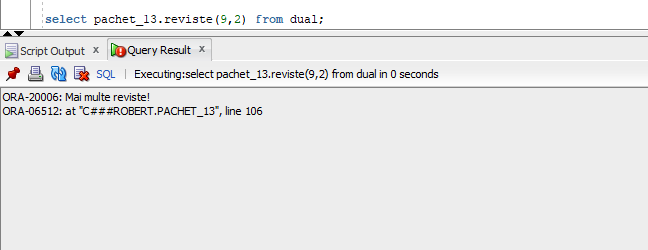 select pachet_13.reviste(9,2) from dual;
Script Output x Query Result x
SQL | Executing:select pachet_13.reviste(9,2) from dual in 0 seconds
ORA-20006: Mai multe reviste!
ORA-06512: at "C###ROBERT.PACHET_13", line 106